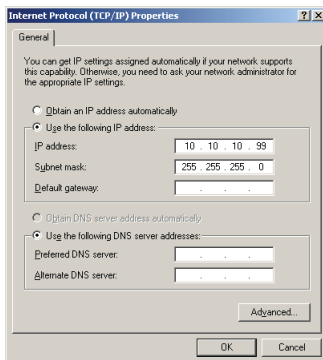 Internet Protocol (TCP/IP) Properties
General
You can get IP settings assigned automatically if your network supports
this capability. Otherwise, you need to ask your network administrator for
the appropriate IP settings.
Obtain an IP address automatically
Use the following IP address:
IP address: 10 . 10 . 10 . 99
Subnet mask: 255 . 255 . 255 . 0
Default gateway: . . .
Obtain DNS server address automatically
Use the following DNS server addresses:
Preferred DNS server: . . .
Alternate DNS server: . . .
Advanced...
OK Cancel